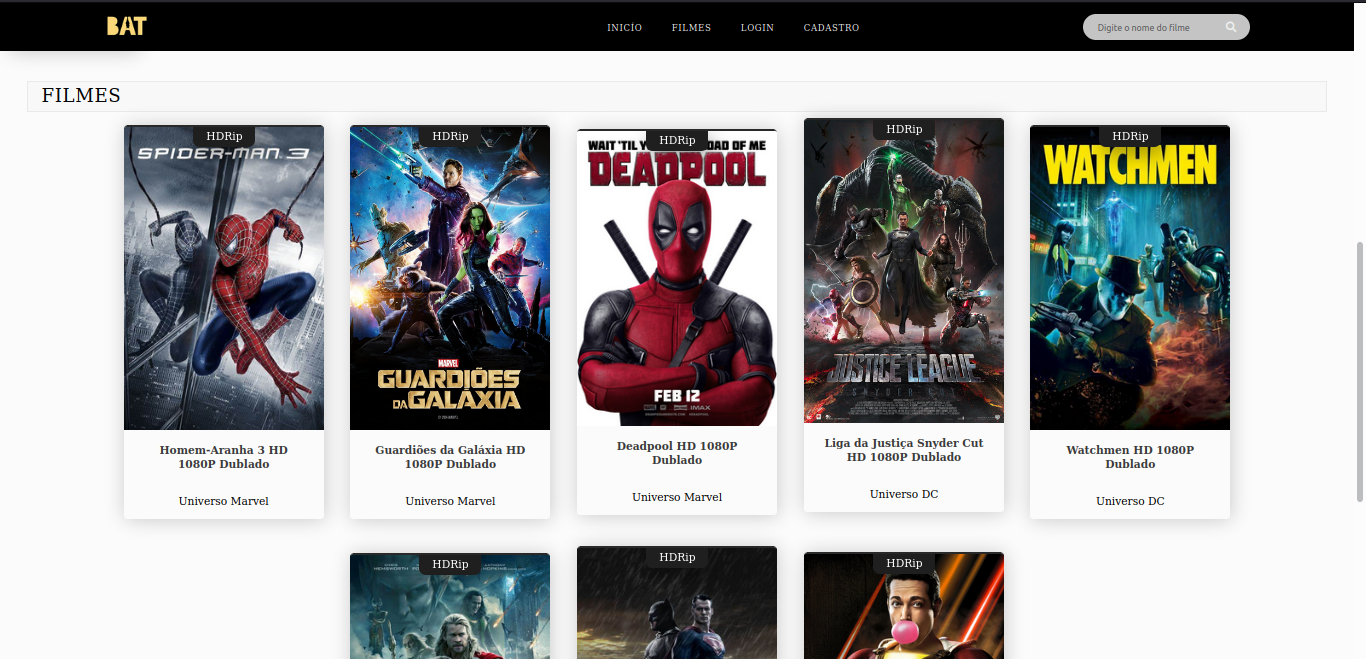 BAT
INICÍO FILMES LOGIN CADASTRO
Digite o nome do filme
FILMES
HDRip
SPIDER-MAN 3
Homem-Aranha 3 HD
1080P Dublado
Universo Marvel
HDRip
MARVEL
GUARDIÕES
DA GALAXIA
Guardiões da Galáxia HD
1080P Dublado
Universo Marvel
HDRip
WAIT 'TIL Y OAD OF ME
DEADPOOL
FEB 12
IMAX
Deadpool HD 1080P
Dublado
Universo Marvel
HDRip
JUSTICE LEAGUE
SNYDER
Liga da Justiça Snyder Cut
HD 1080P Dublado
Universo DC
HDRip
WATCHMEN
Watchmen HD 1080P
Dublado
Universo DC
HDRip
HDRip
HDRip